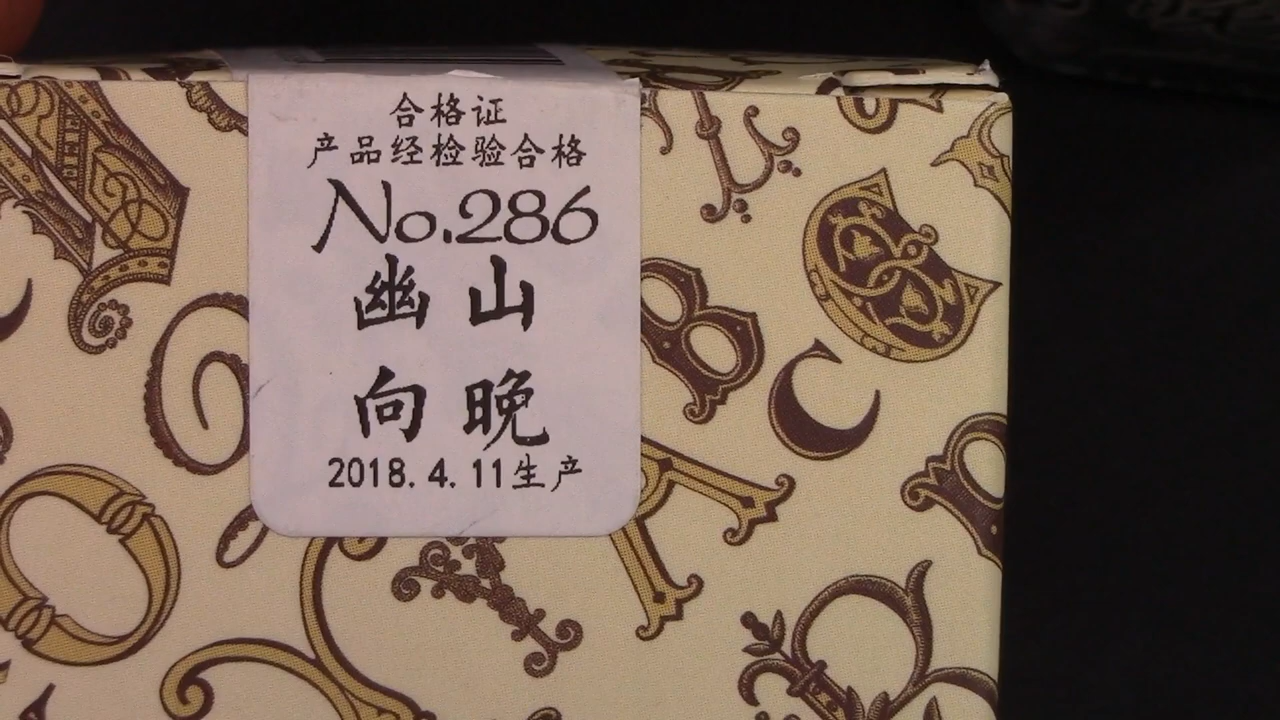 合格证
产品经检验合格
No.286
幽山
向晚
2018.4.11生产